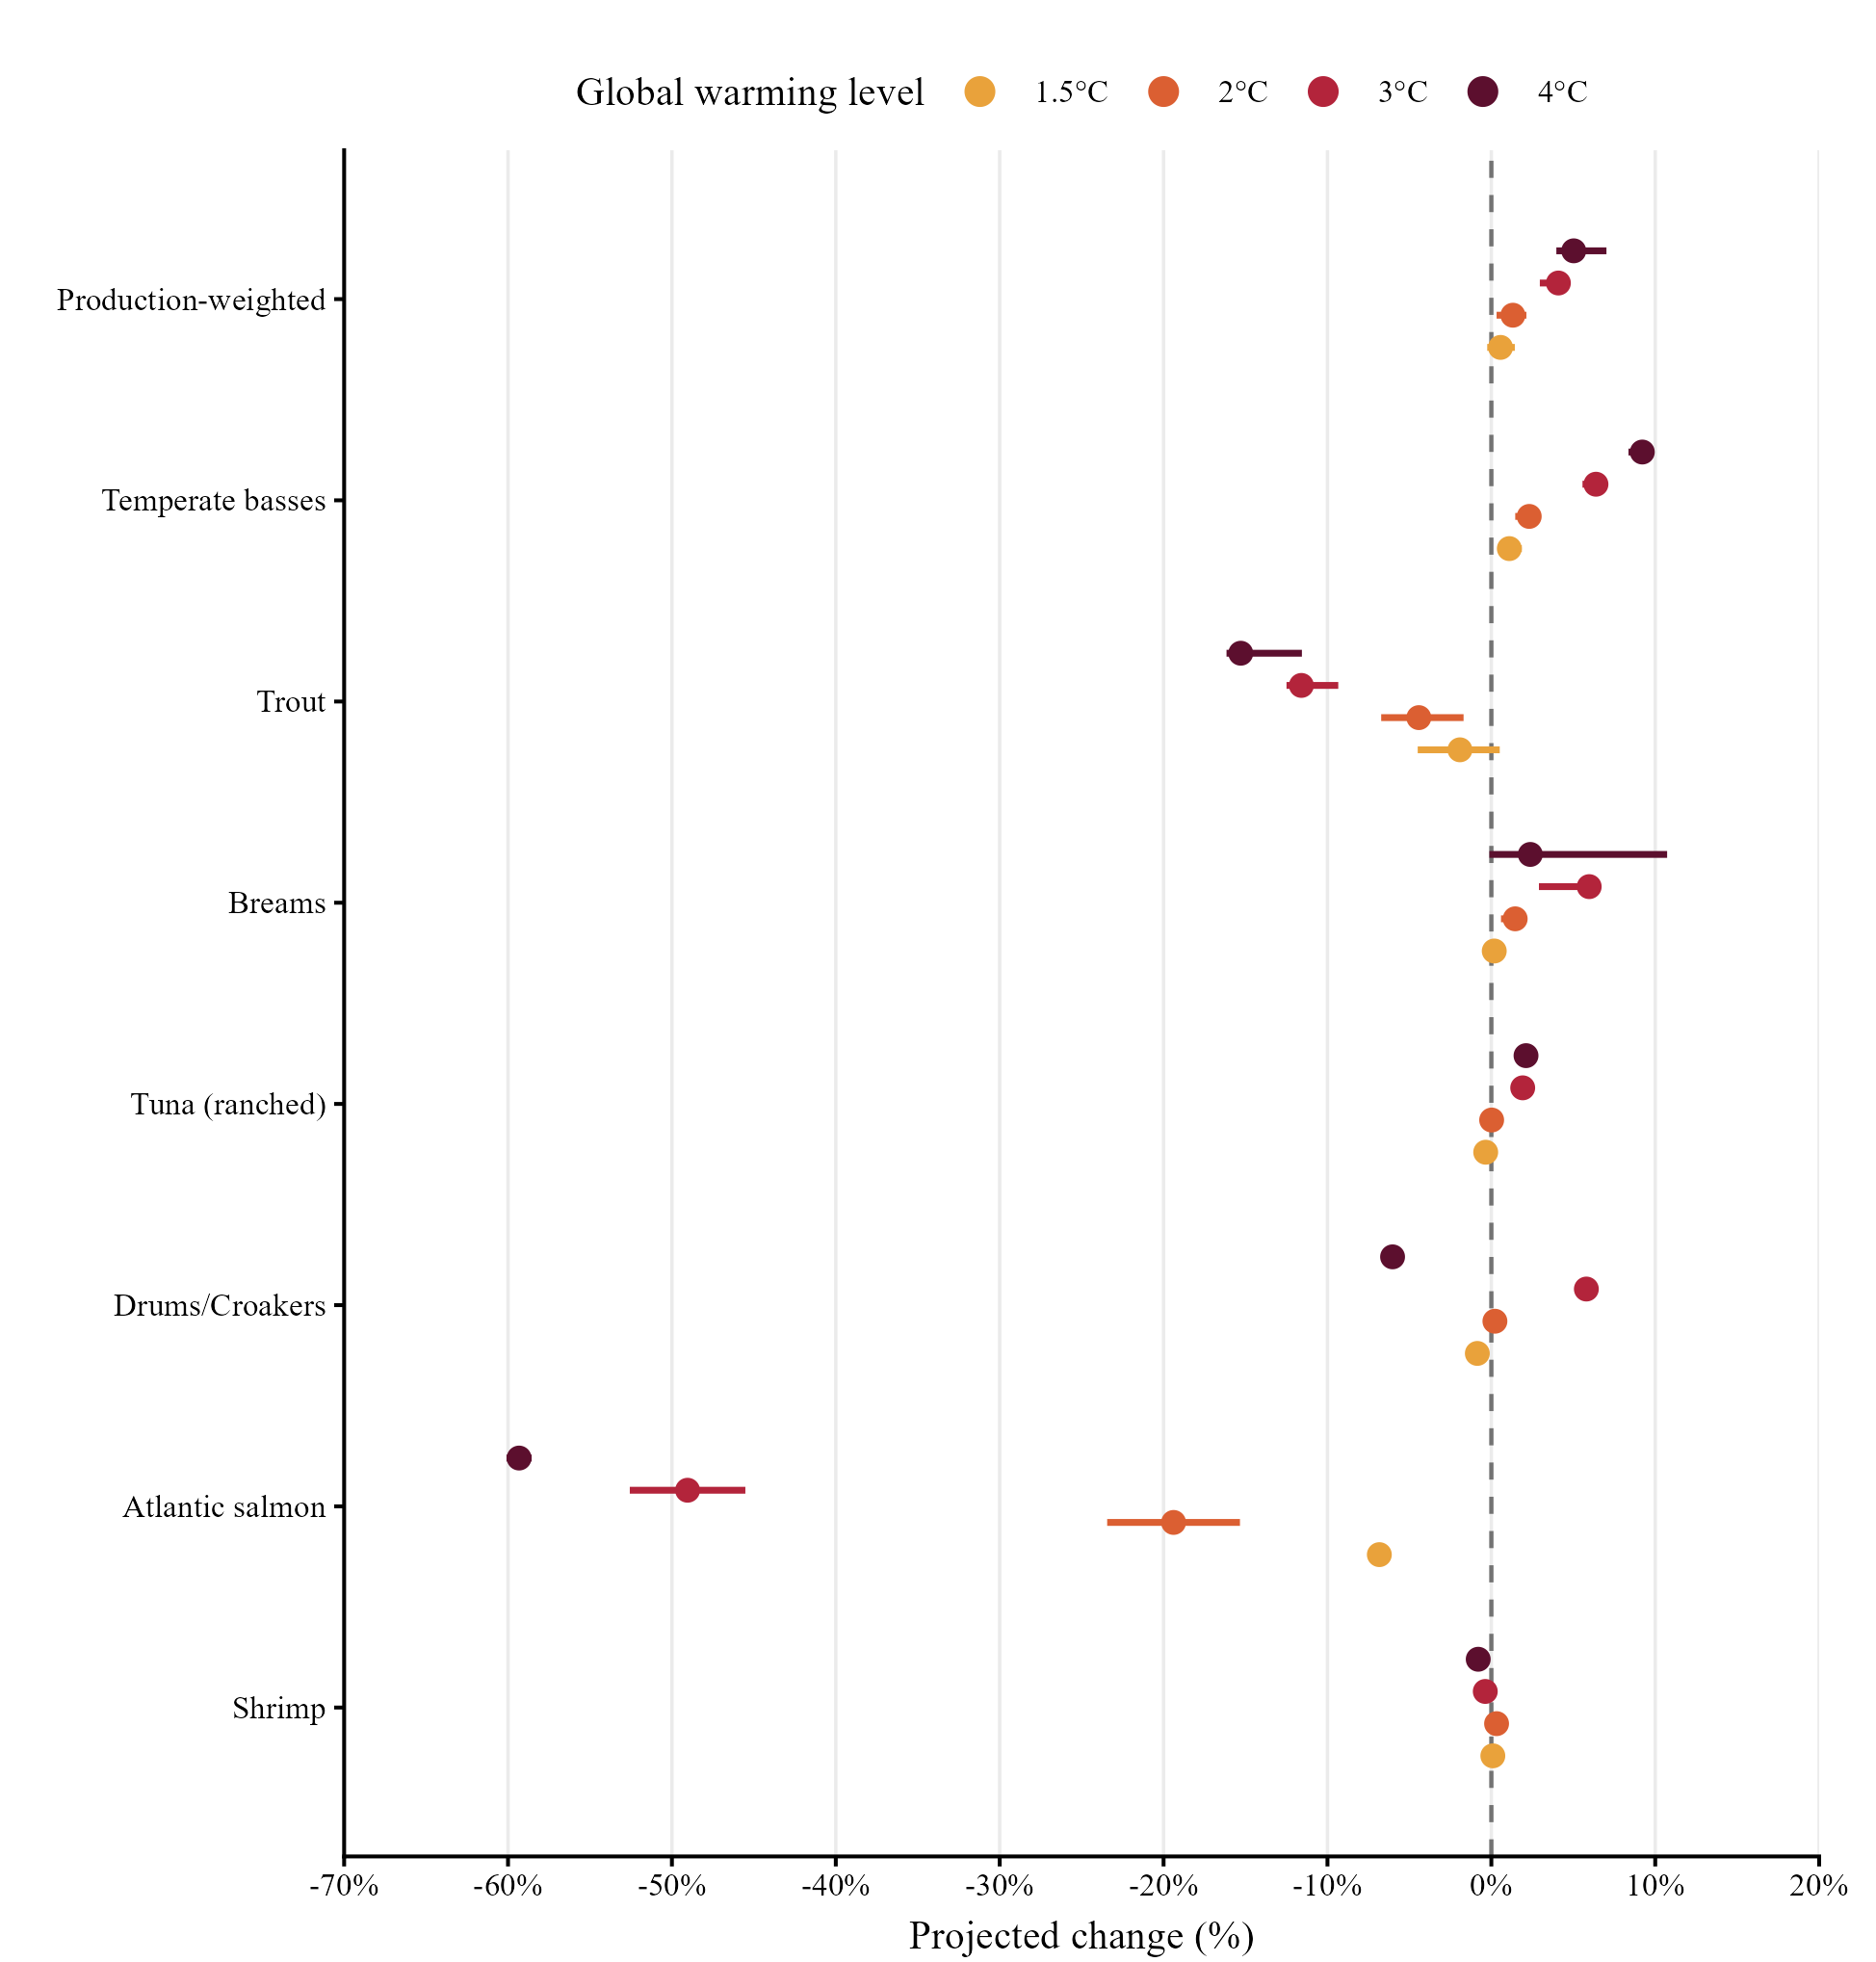 Global warming level 1.5°C 2°C 3°C 4°C
Production-weighted
Temperate basses
Trout
Breams
Tuna (ranched)
Drums/Croakers
Atlantic salmon
Shrimp
-70% -60% -50% -40% -30% -20% -10% 0% 10% 20%
Projected change (%)